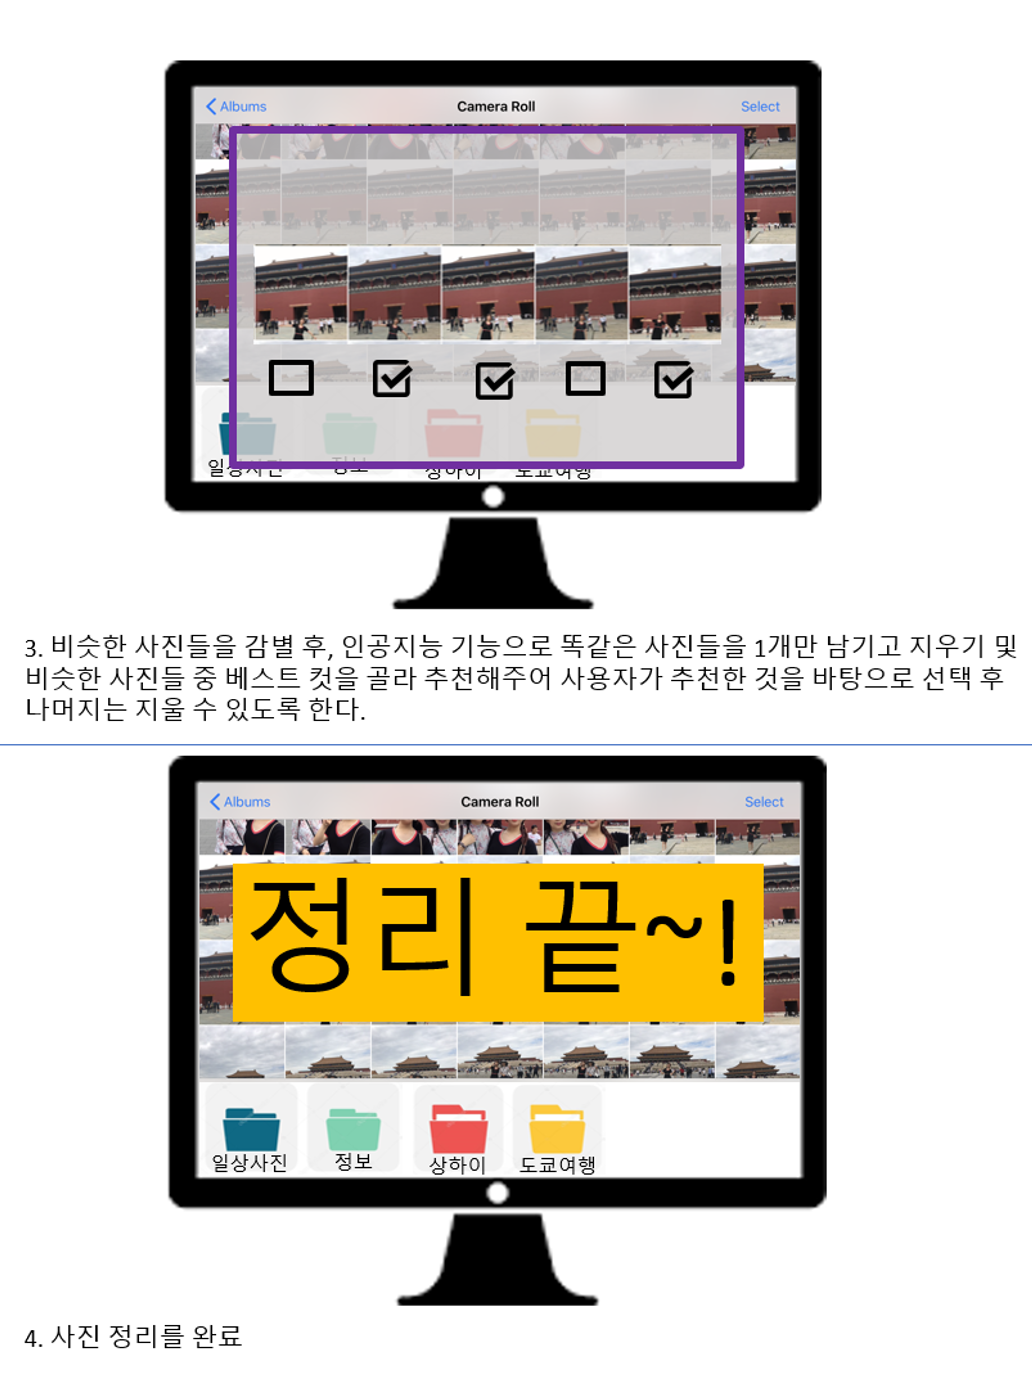 Albums Camera Roll Select
일상사진 정보 상하이 도쿄여행
3. 비슷한 사진들을 감별 후, 인공지능 기능으로 똑같은 사진들을 1개만 남기고 지우기 및
비슷한 사진들 중 베스트 컷을 골라 추천해주어 사용자가 추천한 것을 바탕으로 선택 후
나머지는 지울 수 있도록 한다.
Albums Camera Roll Select
정리 끝~!
일상사진 정보 상하이 도쿄여행
4. 사진 정리를 완료